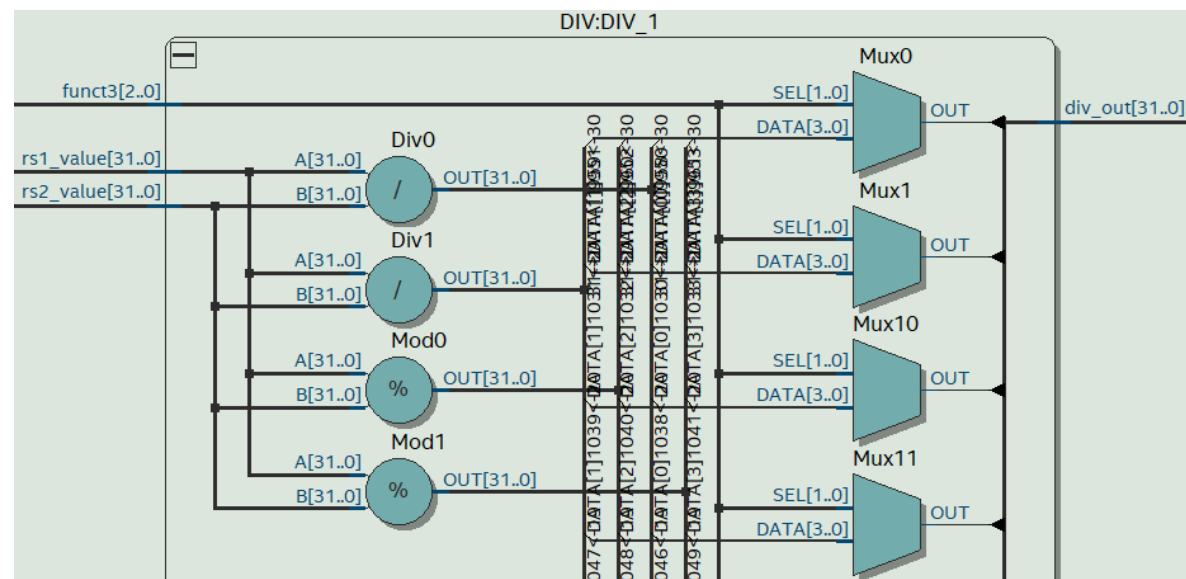 DIV:DIV_1
Mux0
funct3[2..0]
SEL[1..0]
OUT
div_out[31..0]
DATA[3..0]
Div0
rs1_value[31..0]
A[31..0]
/
OUT[31..0]
rs2_value[31..0]
B[31..0]
Mux1
SEL[1..0]
OUT
DATA[3..0]
Div1
A[31..0]
/
OUT[31..0]
B[31..0]
Mux10
SEL[1..0]
OUT
DATA[3..0]
Mod0
A[31..0]
%
OUT[31..0]
B[31..0]
Mux11
SEL[1..0]
OUT
DATA[3..0]
Mod1
A[31..0]
%
OUT[31..0]
B[31..0]